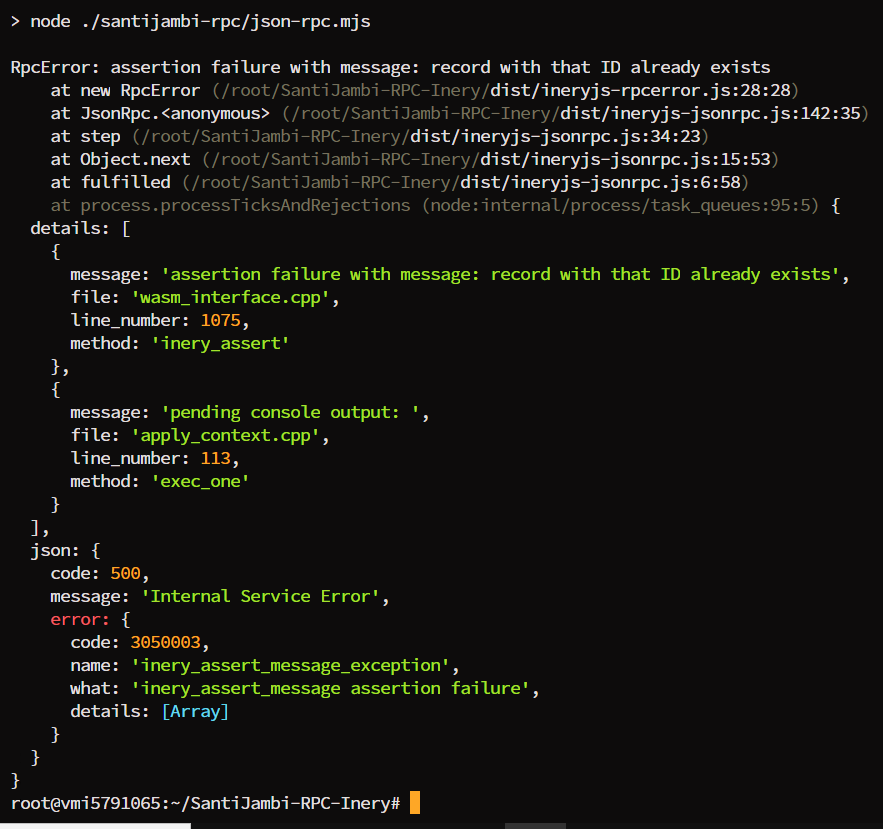 > node ./santijambi-rpc/json-rpc.mjs
RpcError: assertion failure with message: record with that ID already exists
    at new RpcError (/root/SantiJambi-RPC-Inery/dist/ineryjs-rpcerror.js:28:28)
    at JsonRpc.<anonymous> (/root/SantiJambi-RPC-Inery/dist/ineryjs-jsonrpc.js:142:35)
    at step (/root/SantiJambi-RPC-Inery/dist/ineryjs-jsonrpc.js:34:23)
    at Object.next (/root/SantiJambi-RPC-Inery/dist/ineryjs-jsonrpc.js:15:53)
    at fulfilled (/root/SantiJambi-RPC-Inery/dist/ineryjs-jsonrpc.js:6:58)
    at process.processTicksAndRejections (node:internal/process/task_queues:95:5) {
  details: [
    {
      message: 'assertion failure with message: record with that ID already exists',
      file: 'wasm_interface.cpp',
      line_number: 1075,
      method: 'inery_assert'
    },
    {
      message: 'pending console output: ',
      file: 'apply_context.cpp',
      line_number: 113,
      method: 'exec_one'
    }
  ],
  json: {
    code: 500,
    message: 'Internal Service Error',
    error: {
      code: 3050003,
      name: 'inery_assert_message_exception',
      what: 'inery_assert_message assertion failure',
      details: [Array]
    }
  }
}
root@vmi5791065:~/SantiJambi-RPC-Inery#